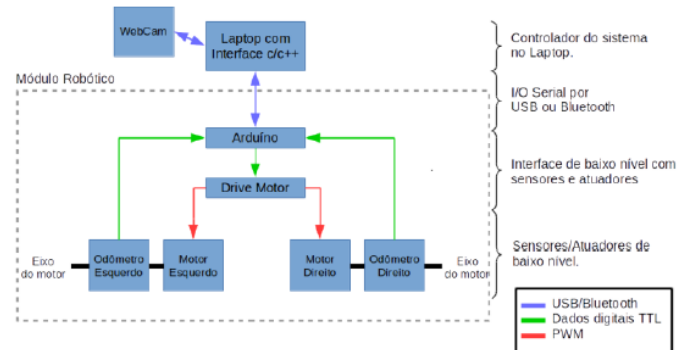 WebCam
Laptop com
Interface c/c++
Controlador do sistema
no Laptop.
Módulo Robótico
I/O Serial por
USB ou Bluetooth
Arduíno
Interface de baixo nível com
sensores e atuadores
Drive Motor
Eixo
do motor
Odômetro
Esquerdo
Motor
Esquerdo
Motor
Direito
Odômetro
Direito
Eixo
do motor
Sensores/Atuadores de
baixo nível.
USB/Bluetooth
Dados digitais TTL
PWM